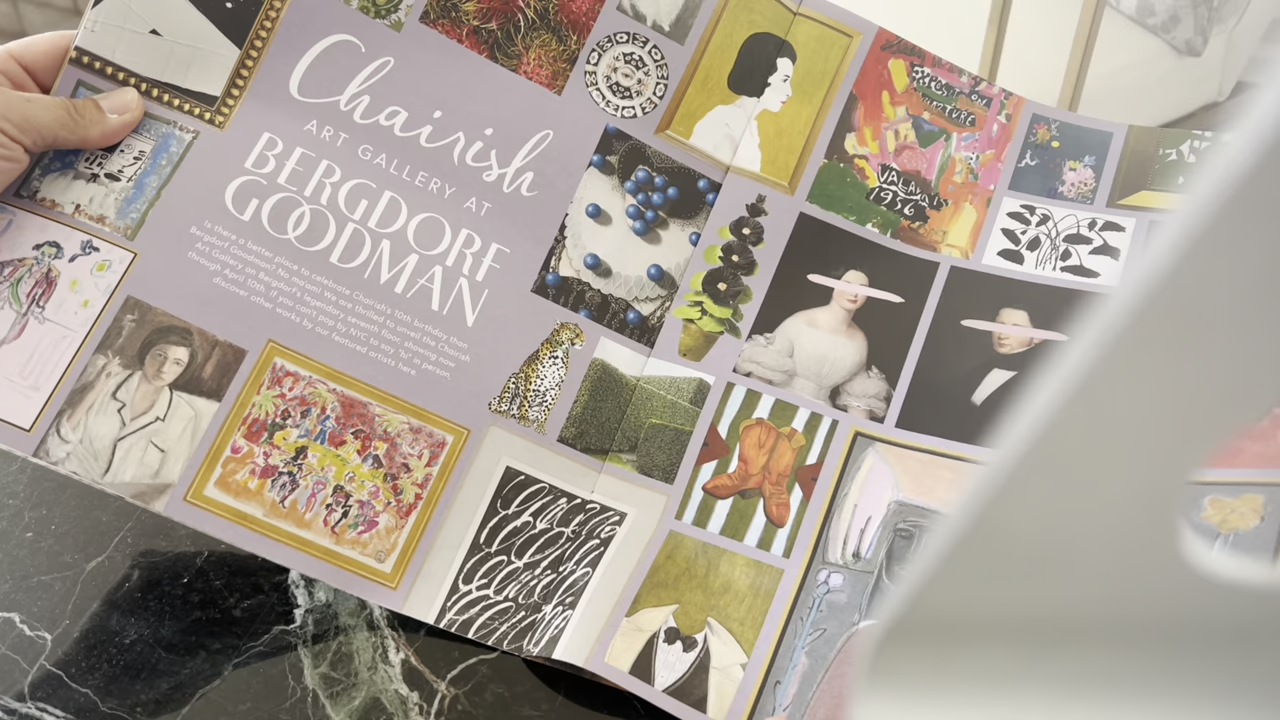 Chairish
ART GALLERY AT
BERGDORF
GOODMAN
Is there a better place to celebrate Chairish's 10th birthday than
Bergdorf Goodman? No ma'am! We are thrilled to unveil the Chairish
Art Gallery on Bergdorf's legendary seventh floor, showing now
through April 10th. If you can't pop by NYC to say "hi" in person,
discover other works by our featured artists here.
EXPOSITION
VALLAURIS
1956